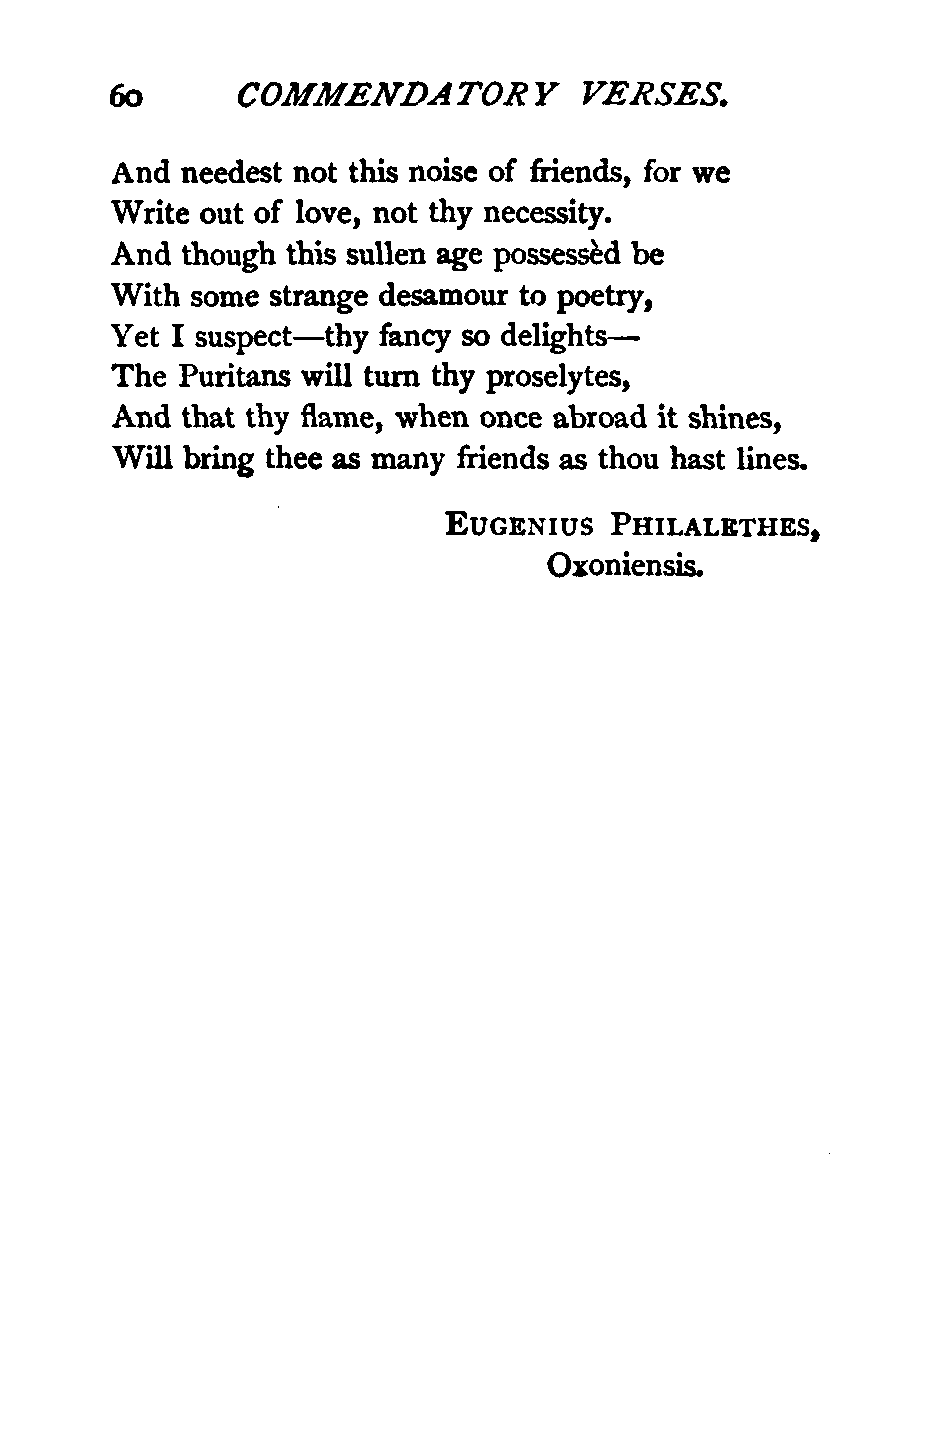 60 COMMENDATORY VERSES.
And needest not this noise of friends, for we
Write out of love, not thy necessity.
And though this sullen age possessèd be
With some strange desamour to poetry,
Yet I suspect—thy fancy so delights—
The Puritans will turn thy proselytes,
And that thy flame, when once abroad it shines,
Will bring thee as many friends as thou hast lines.
EUGENIUS PHILALETHES,
Oxoniensis.